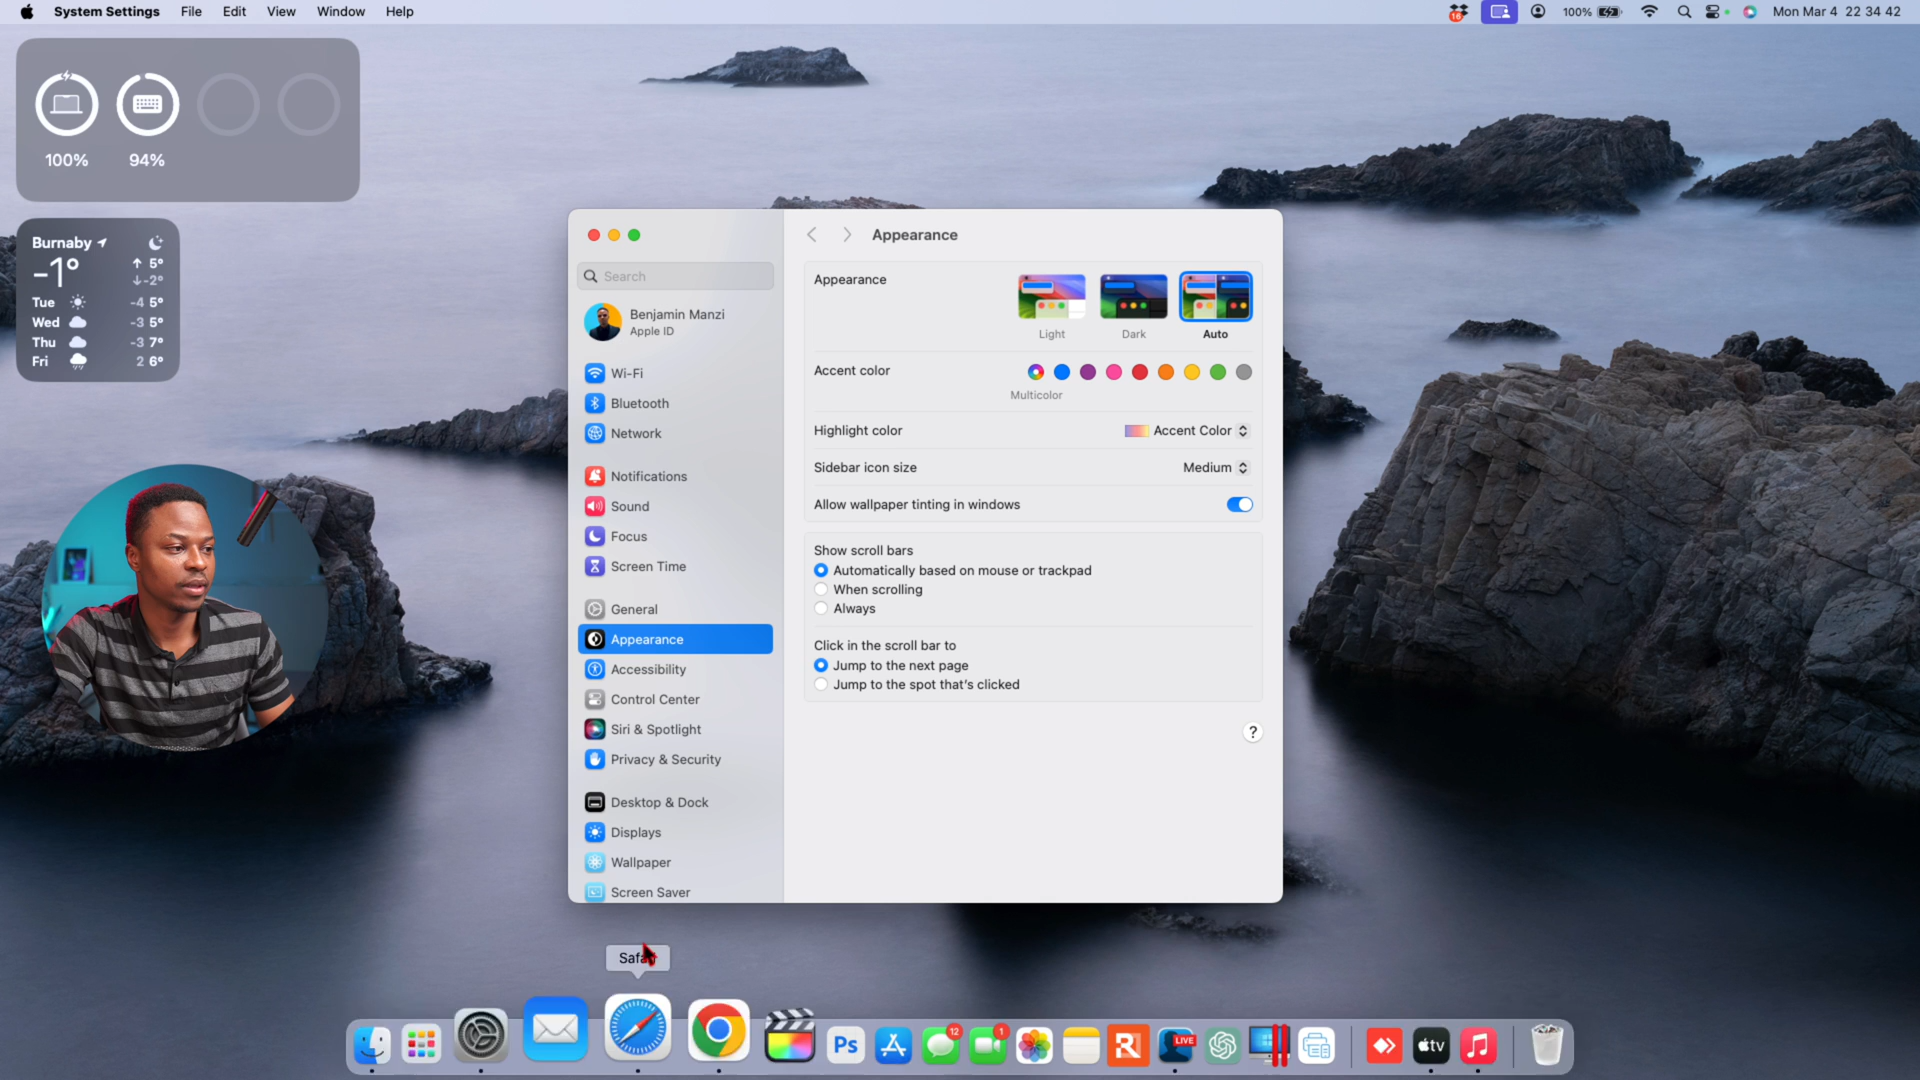 System Settings File Edit View Window Help
16
100%
Mon Mar 4 22 34 42
100% 94%
Burnaby
-1° 5°
-2°
Tue -4 5°
Wed -3 5°
Thu -3 7°
Fri 2 6°
Search
Benjamin Manzi
Apple ID
Wi-Fi
Bluetooth
Network
Notifications
Sound
Focus
Screen Time
General
Appearance
Accessibility
Control Center
Siri & Spotlight
Privacy & Security
Desktop & Dock
Displays
Wallpaper
Screen Saver
Appearance
Appearance
Light Dark Auto
Accent color
Multicolor
Highlight color Accent Color
Sidebar icon size Medium
Allow wallpaper tinting in windows
Show scroll bars
Automatically based on mouse or trackpad
When scrolling
Always
Click in the scroll bar to
Jump to the next page
Jump to the spot that's clicked
?
Safari
Ps
12
1
R
LIVE
tv